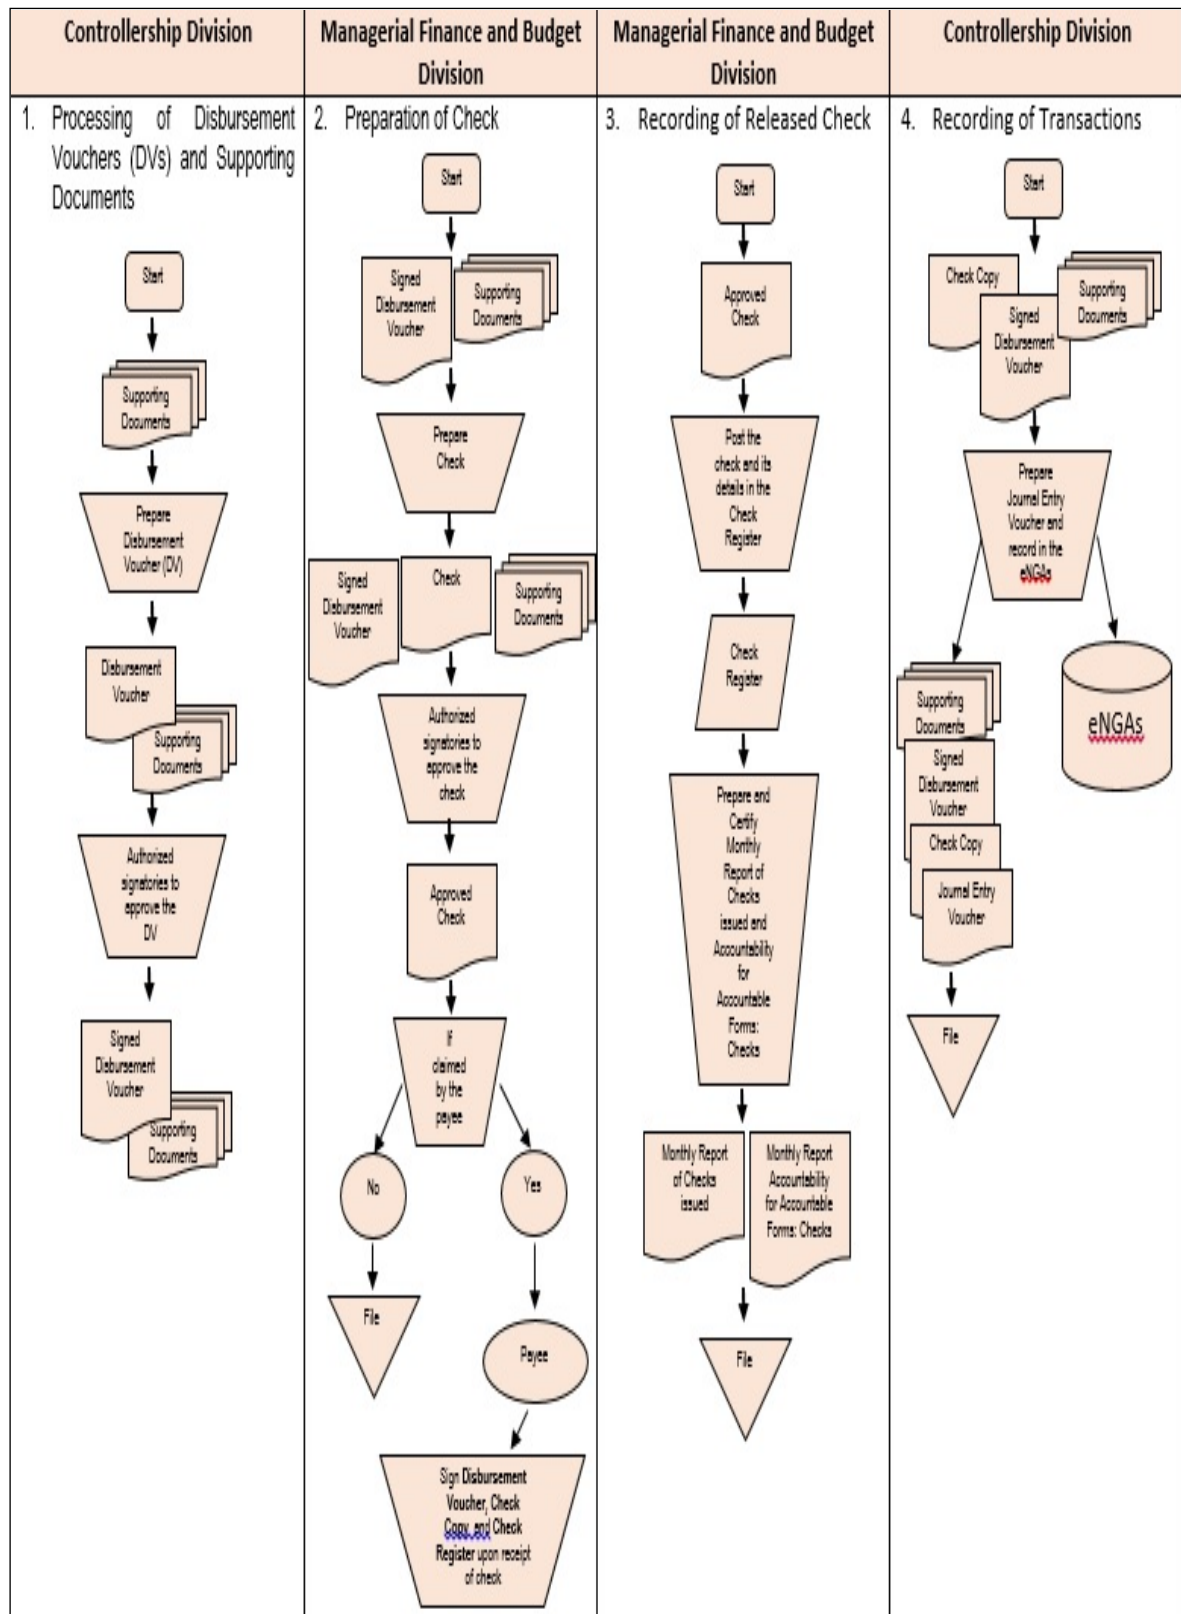 Controllership Division
Managerial Finance and Budget
Division
Managerial Finance and Budget
Division
Controllership Division
1. Processing of Disbursement
Vouchers (DVs) and Supporting
Documents
Start
Supporting
Documents
Prepare
Disbursement
Voucher (DV)
Disbursement
Voucher
Supporting
Documents
Authorized
signatories to
approve the
DV
Signed
Disbursement
Voucher
Supporting
Documents
2. Preparation of Check
Start
Signed
Disbursement
Voucher
Supporting
Documents
Prepare
Check
Signed
Disbursement
Voucher
Check
Supporting
Documents
Authorized
signatories to
approve the
check
Approved
Check
If
claimed
by the
payee
No
Yes
File
Payee
Sign Disbursement
Voucher, Check
Copy, and Check
Register upon receipt
of check
3. Recording of Released Check
Start
Approved
Check
Post the
check and its
details in the
Check
Register
Check
Register
Prepare and
Certify
Monthly
Report of
Checks
issued and
Accountability
for
Accountable
Forms:
Checks
Monthly Report
of Checks
issued
Monthly Report
Accountability
for Accountable
Forms: Checks
File
4. Recording of Transactions
Start
Check Copy
Signed
Disbursement
Voucher
Supporting
Documents
Prepare
Journal Entry
Voucher and
record in the
eNGAs
Supporting
Documents
Signed
Disbursement
Voucher
Check Copy
Journal Entry
Voucher
eNGAs
File